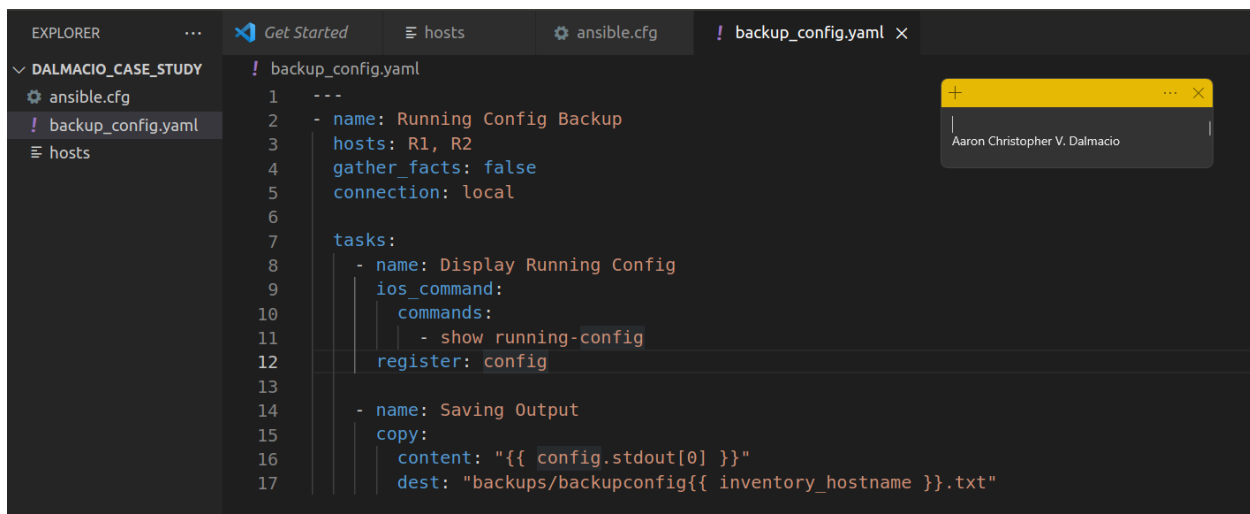 EXPLORER ...
DALMACIO_CASE_STUDY
ansible.cfg
! backup_config.yaml
hosts
Get Started hosts ansible.cfg ! backup_config.yaml ×
! backup_config.yaml
1 ---
2 - name: Running Config Backup
3 hosts: R1, R2
4 gather_facts: false
5 connection: local
6
7 tasks:
8 - name: Display Running Config
9 ios_command:
10 commands:
11 - show running-config
12 register: config
13
14 - name: Saving Output
15 copy:
16 content: "{{ config.stdout[0] }}"
17 dest: "backups/backupconfig{{ inventory_hostname }}.txt"
+ ... ×
Aaron Christopher V. Dalmacio